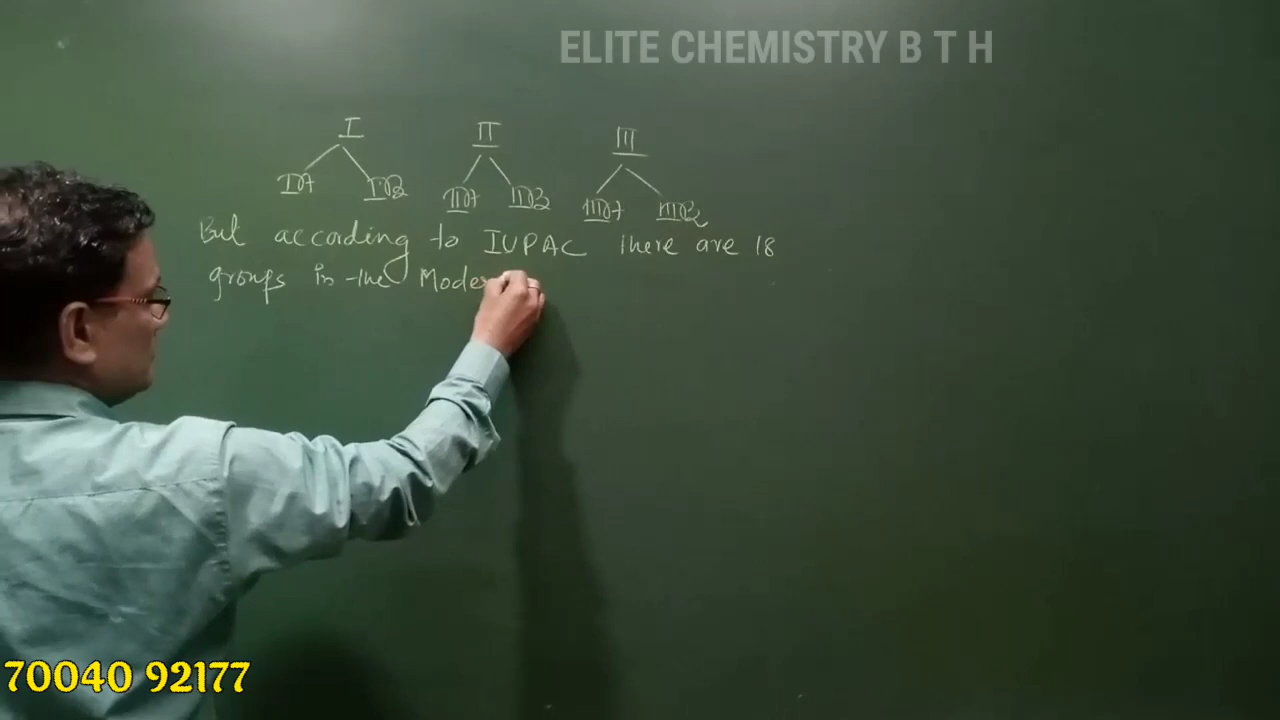 ELITE CHEMISTRY B T H
I II III
IA IB IIA IIB IIIA IIIB
But according to IUPAC there are 18
groups in the Moder
70040 92177